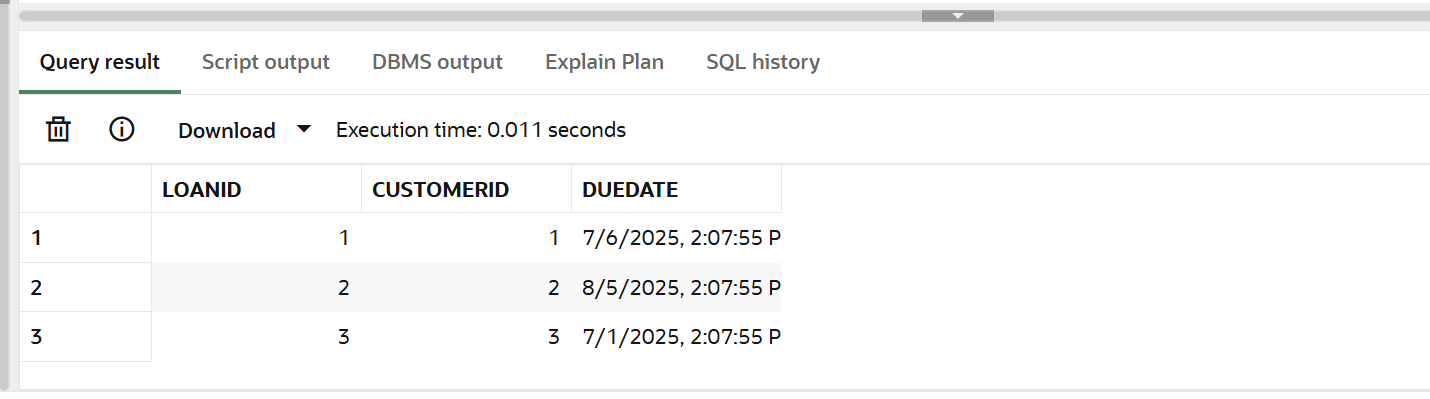 Query result Script output DBMS output Explain Plan SQL history
Download Execution time: 0.011 seconds
LOANID CUSTOMERID DUEDATE
1 1 1 7/6/2025, 2:07:55 P
2 2 2 8/5/2025, 2:07:55 P
3 3 3 7/1/2025, 2:07:55 P